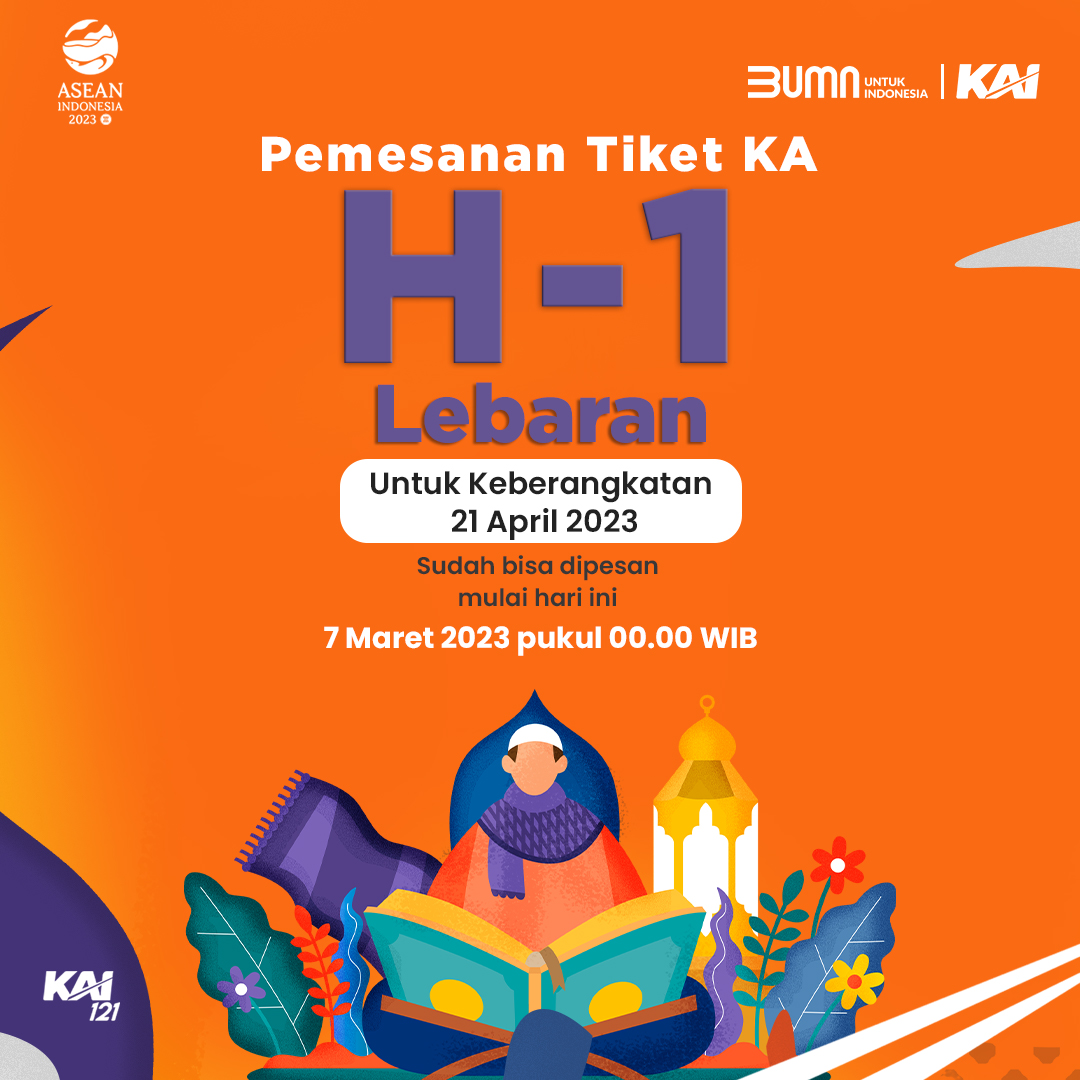 ASEAN
INDONESIA
2023
BUMN UNTUK
INDONESIA
KAI
Pemesanan Tiket KA
H-1
Lebaran
Untuk Keberangkatan
21 April 2023
Sudah bisa dipesan
mulai hari ini
7 Maret 2023 pukul 00.00 WIB
KAI
121